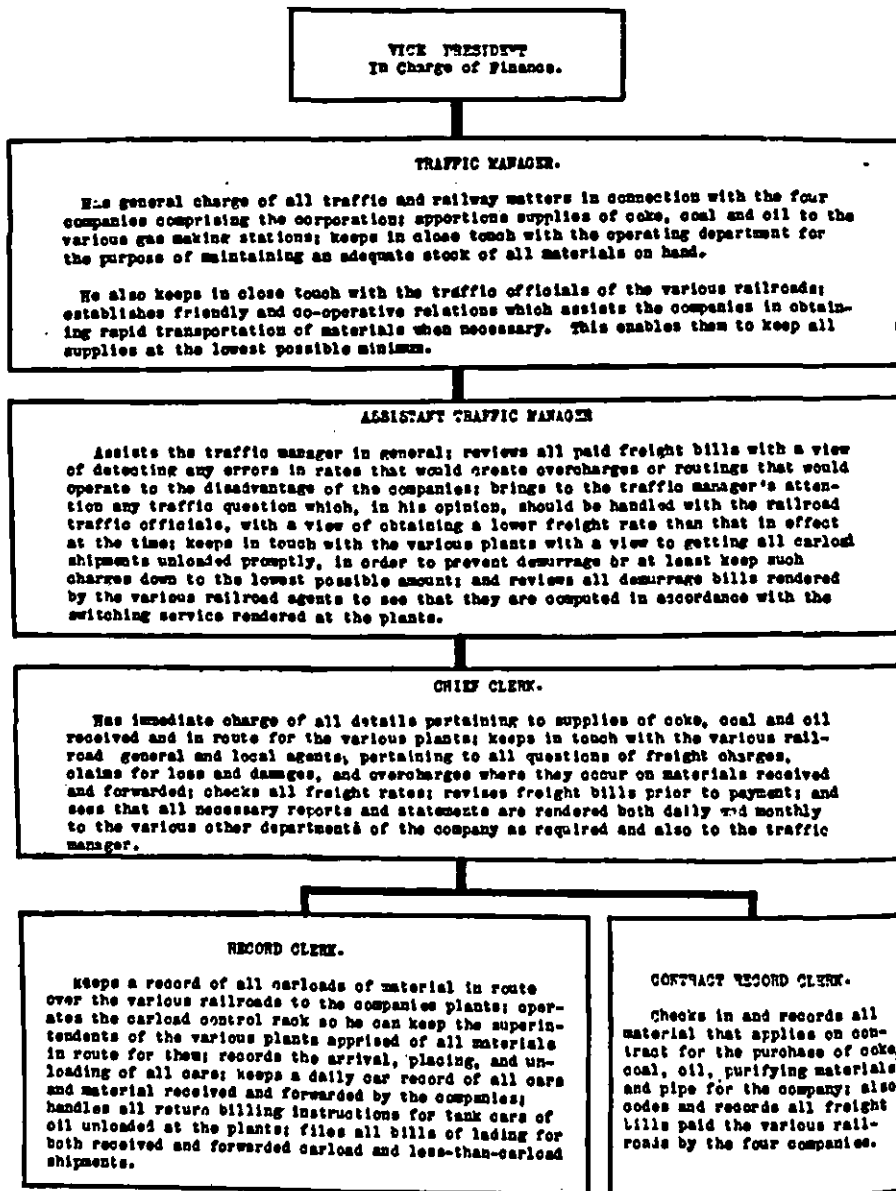 VICE PRESIDENT
In Charge of Finance.
TRAFFIC MANAGER.
Has general charge of all traffic and railway matters in connection with the four
companies comprising the corporation; apportions supplies of coke, coal and oil to the
various gas making stations; keeps in close touch with the operating department for
the purpose of maintaining an adequate stock of all materials on hand.
He also keeps in close touch with the traffic officials of the various railroads;
establishes friendly and co-operative relations which assists the companies in obtain-
ing rapid transportation of materials when necessary. This enables them to keep all
supplies at the lowest possible minimum.
ASSISTANT TRAFFIC MANAGER
Assists the traffic manager in general; reviews all paid freight bills with a view
of detecting any errors in rates that would create overcharges or routings that would
operate to the disadvantage of the companies; brings to the traffic manager's atten-
tion any traffic question which, in his opinion, should be handled with the railroad
traffic officials, with a view of obtaining a lower freight rate than that in effect
at the time; keeps in touch with the various plants with a view to getting all carload
shipments unloaded promptly, in order to prevent demurrage or at least keep such
charges down to the lowest possible amount; and reviews all demurrage bills rendered
by the various railroad agents to see that they are computed in accordance with the
switching service rendered at the plants.
CHIEF CLERK.
Has immediate charge of all details pertaining to supplies of coke, coal and oil
received and in route for the various plants; keeps in touch with the various rail-
road general and local agents, pertaining to all questions of freight charges,
claims for loss and damages, and overcharges where they occur on materials received
and forwarded; checks all freight rates; revises freight bills prior to payment; and
sees that all necessary reports and statements are rendered both daily and monthly
to the various other departments of the company as required and also to the traffic
manager.
RECORD CLERK.
Keeps a record of all carloads of material in route
over the various railroads to the companies plants; oper-
ates the carload control rack so he can keep the superin-
tendents of the various plants apprised of all materials
in route for them; records the arrival, placing, and un-
loading of all cars; keeps a daily car record of all cars
and material received and forwarded by the companies;
handles all return billing instructions for tank cars of
oil unloaded at the plants; files all bills of lading for
both received and forwarded carload and less-than-carload
shipments.
CONTRACT RECORD CLERK.
Checks in and records all
material that applies on con-
tract for the purchase of coke,
coal, oil, purifying materials
and pipe for the company; also
codes and records all freight
bills paid the various rail-
roads by the four companies.